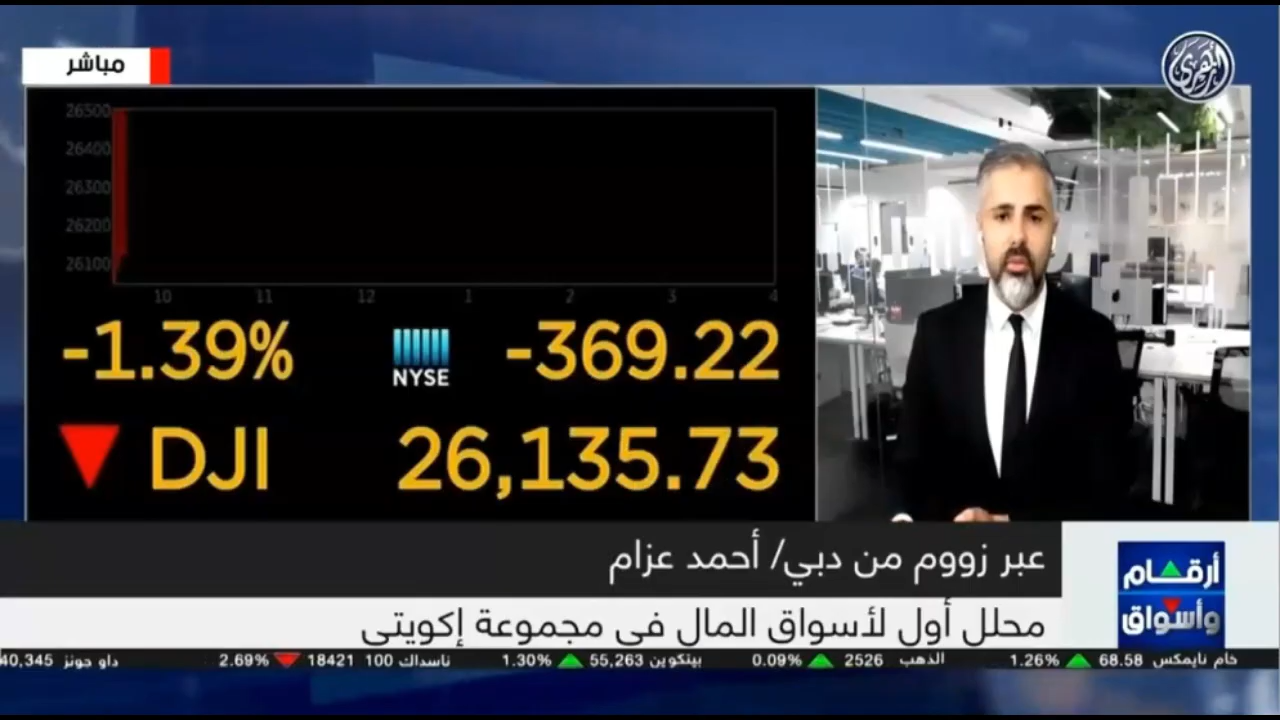 مباشر
أزهري
26500
26400
26300
26200
26100
10 11 12 1 2 3 4
-1.39% NYSE -369.22
▼ DJI 26,135.73
عبر زووم من دبي/ أحمد عزام
محلل أول لأسواق المال في مجموعة إكويتي
أرقام
وأسواق
خام نايمكس 68.58 ▲ 1.26% الذهب 2526 ▲ 0.09% بيتكوين 55,263 ▲ 1.30% ناسداك 100 18421 ▼ 2.69% داو جونز 40,345